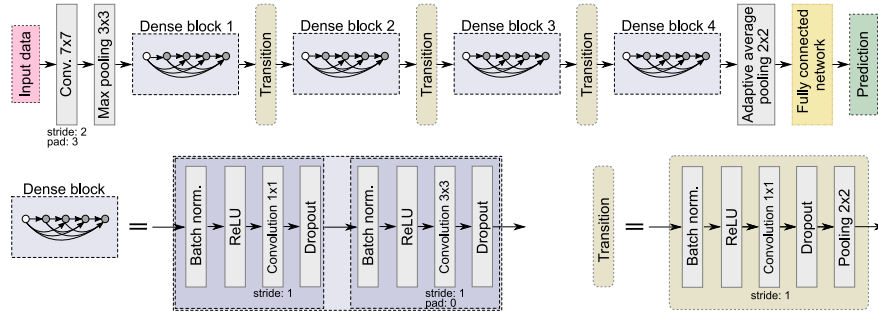 Input data
Conv. 7x7
stride: 2
pad: 3
Max pooling 3x3
Dense block 1
Transition
Dense block 2
Transition
Dense block 3
Transition
Dense block 4
Adaptive average
pooling 2x2
Fully connected
network
Prediction
Dense block
=
Batch norm.
ReLU
Convolution 1x1
Dropout
stride: 1
Batch norm.
ReLU
Convolution 3x3
Dropout
stride: 1
pad: 0
Transition
=
Batch norm.
ReLU
Convolution 1x1
Dropout
Pooling 2x2
stride: 1